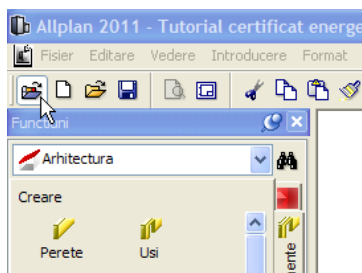 Allplan 2011 - Tutorial certificat energe
Fisier Editare Vedere Introducere Format
Functiuni
Arhitectura
Creare
Perete Usi
ente